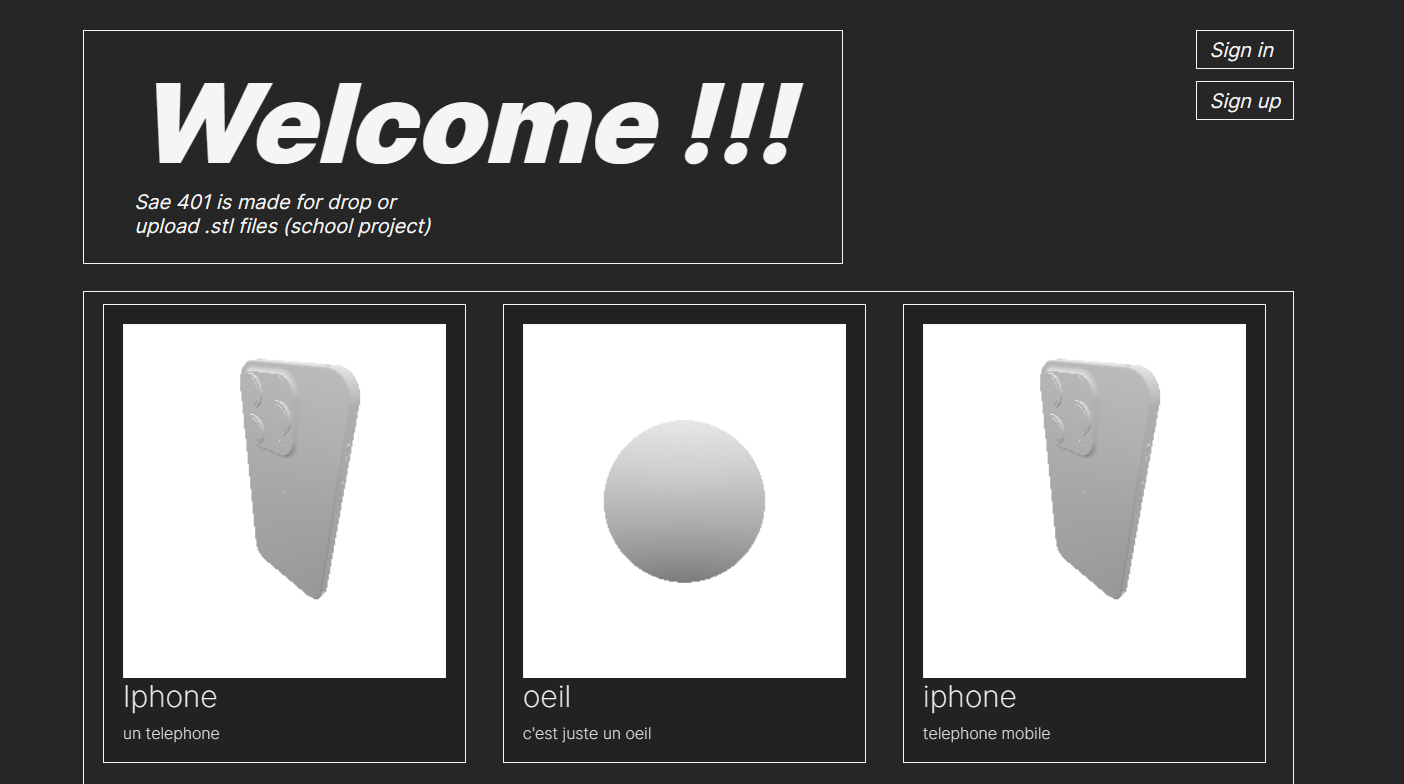 Welcome !!!
Sae 401 is made for drop or
upload .stl files (school project)
Sign in
Sign up
Iphone
un telephone
oeil
c'est juste un oeil
iphone
telephone mobile